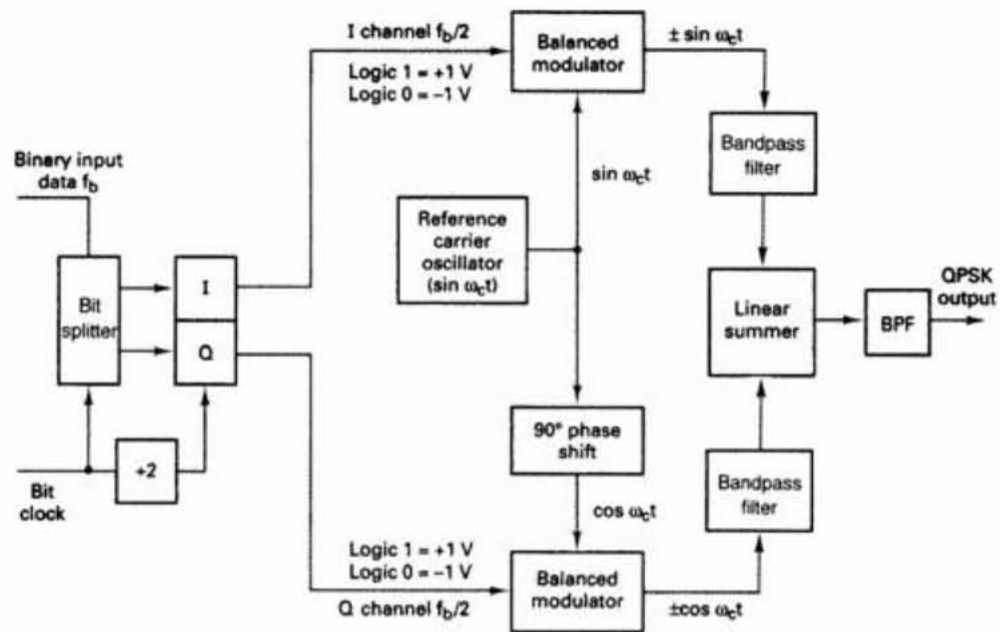 I channel f_b/2
Logic 1 = +1 V
Logic 0 = -1 V
Balanced
modulator
± sin ω_ct
Bandpass
filter
sin ω_ct
Binary input
data f_b
Reference
carrier
oscillator
(sin ω_ct)
Bit
splitter
I
Q
Linear
summer
BPF
QPSK
output
+2
Bit
clock
90° phase
shift
cos ω_ct
Bandpass
filter
Logic 1 = +1 V
Logic 0 = -1 V
Q channel f_b/2
Balanced
modulator
±cos ω_ct